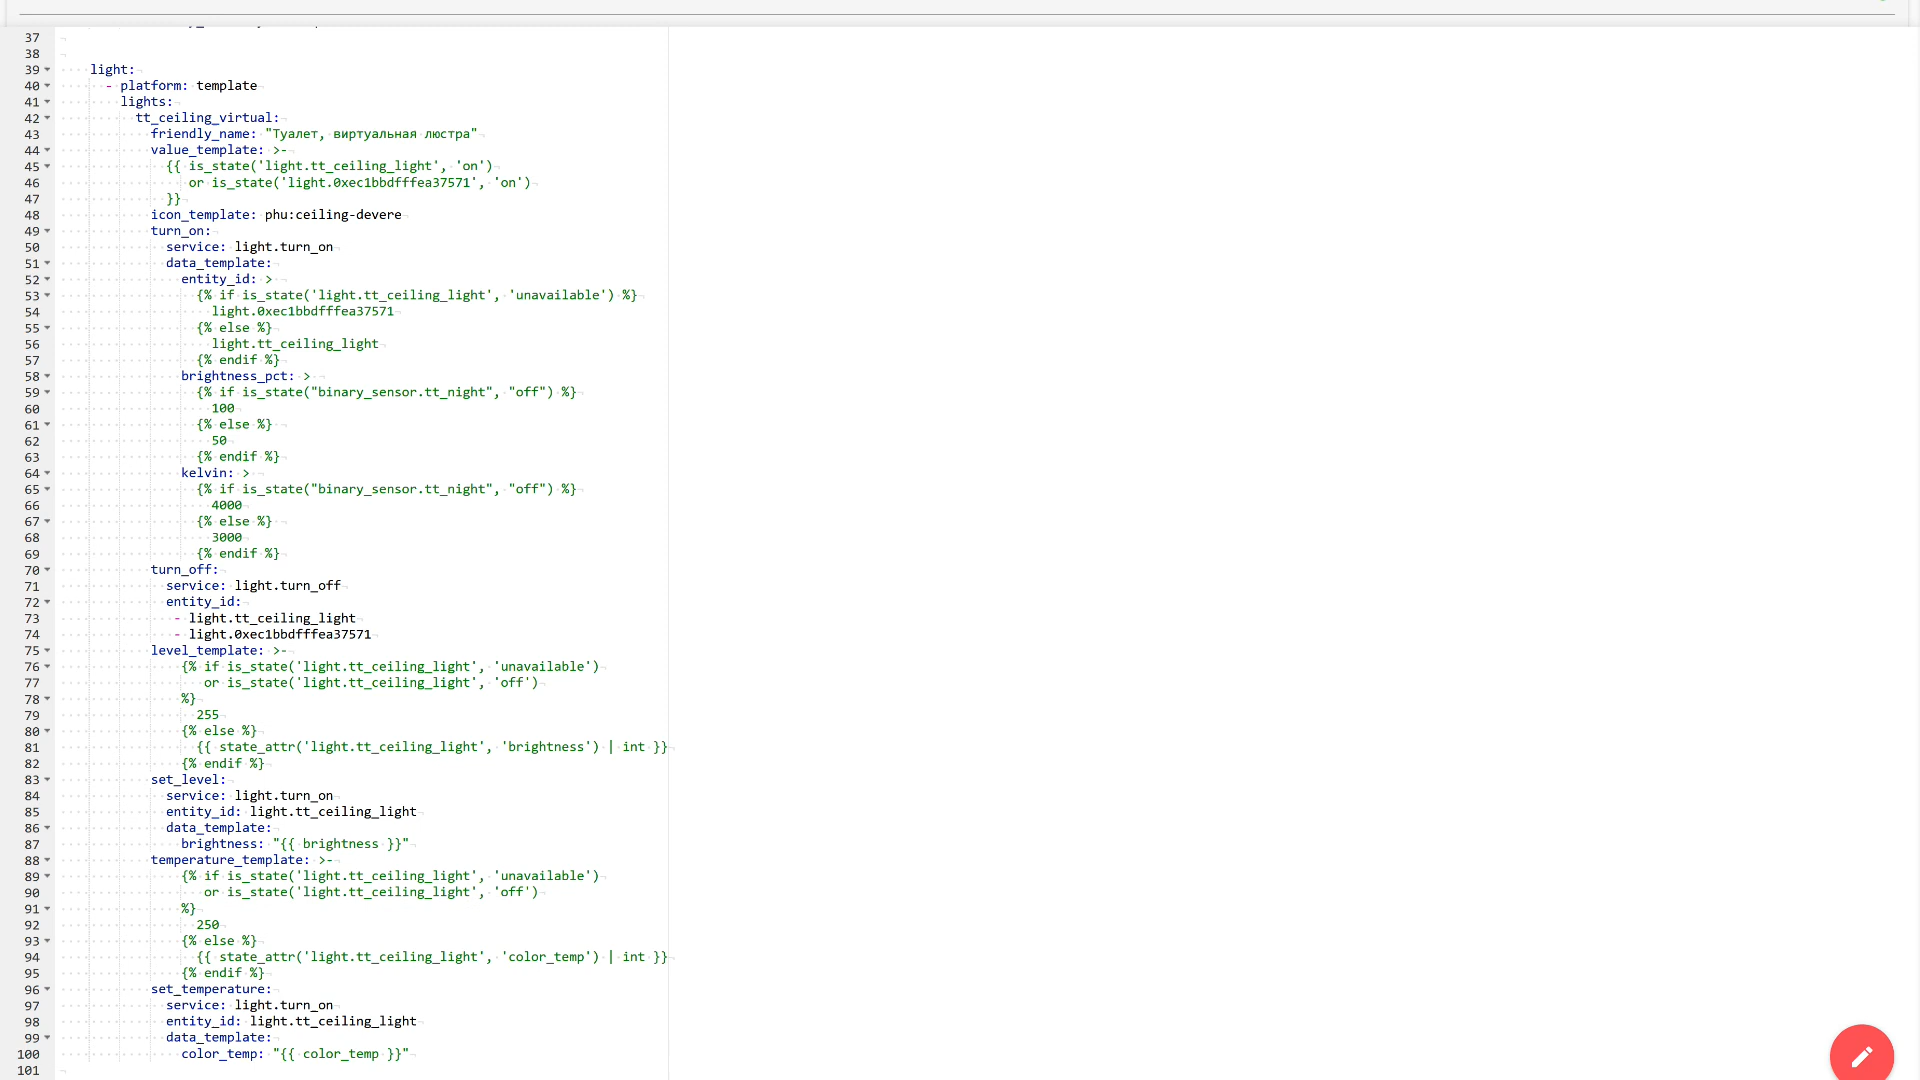 37
38
39 light:
40 - platform: template
41 lights:
42 tt_ceiling_virtual:
43 friendly_name: "Туалет, виртуальная люстра"
44 value_template: >-
45 {{ is_state('light.tt_ceiling_light', 'on')
46 or is_state('light.0xec1bbdfffea37571', 'on')
47 }}
48 icon_template: phu:ceiling-devere
49 turn_on:
50 service: light.turn_on
51 data_template:
52 entity_id: >
53 {% if is_state('light.tt_ceiling_light', 'unavailable') %}
54 light.0xec1bbdfffea37571
55 {% else %}
56 light.tt_ceiling_light
57 {% endif %}
58 brightness_pct: >
59 {% if is_state("binary_sensor.tt_night", "off") %}
60 100
61 {% else %}
62 50
63 {% endif %}
64 kelvin: >
65 {% if is_state("binary_sensor.tt_night", "off") %}
66 4000
67 {% else %}
68 3000
69 {% endif %}
70 turn_off:
71 service: light.turn_off
72 entity_id:
73 - light.tt_ceiling_light
74 - light.0xec1bbdfffea37571
75 level_template: >-
76 {% if is_state('light.tt_ceiling_light', 'unavailable')
77 or is_state('light.tt_ceiling_light', 'off')
78 %}
79 255
80 {% else %}
81 {{ state_attr('light.tt_ceiling_light', 'brightness') | int }}
82 {% endif %}
83 set_level:
84 service: light.turn_on
85 entity_id: light.tt_ceiling_light
86 data_template:
87 brightness: "{{ brightness }}"
88 temperature_template: >-
89 {% if is_state('light.tt_ceiling_light', 'unavailable')
90 or is_state('light.tt_ceiling_light', 'off')
91 %}
92 250
93 {% else %}
94 {{ state_attr('light.tt_ceiling_light', 'color_temp') | int }}
95 {% endif %}
96 set_temperature:
97 service: light.turn_on
98 entity_id: light.tt_ceiling_light
99 data_template:
100 color_temp: "{{ color_temp }}"
101